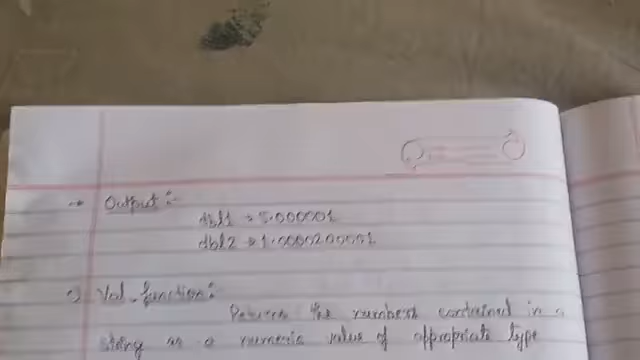 → Output :-
dbl1 → 5.000001
dbl2 → 1.0000200001
Val function :-
Returns the numbers contained in a
string as a numeric value of appropriate type